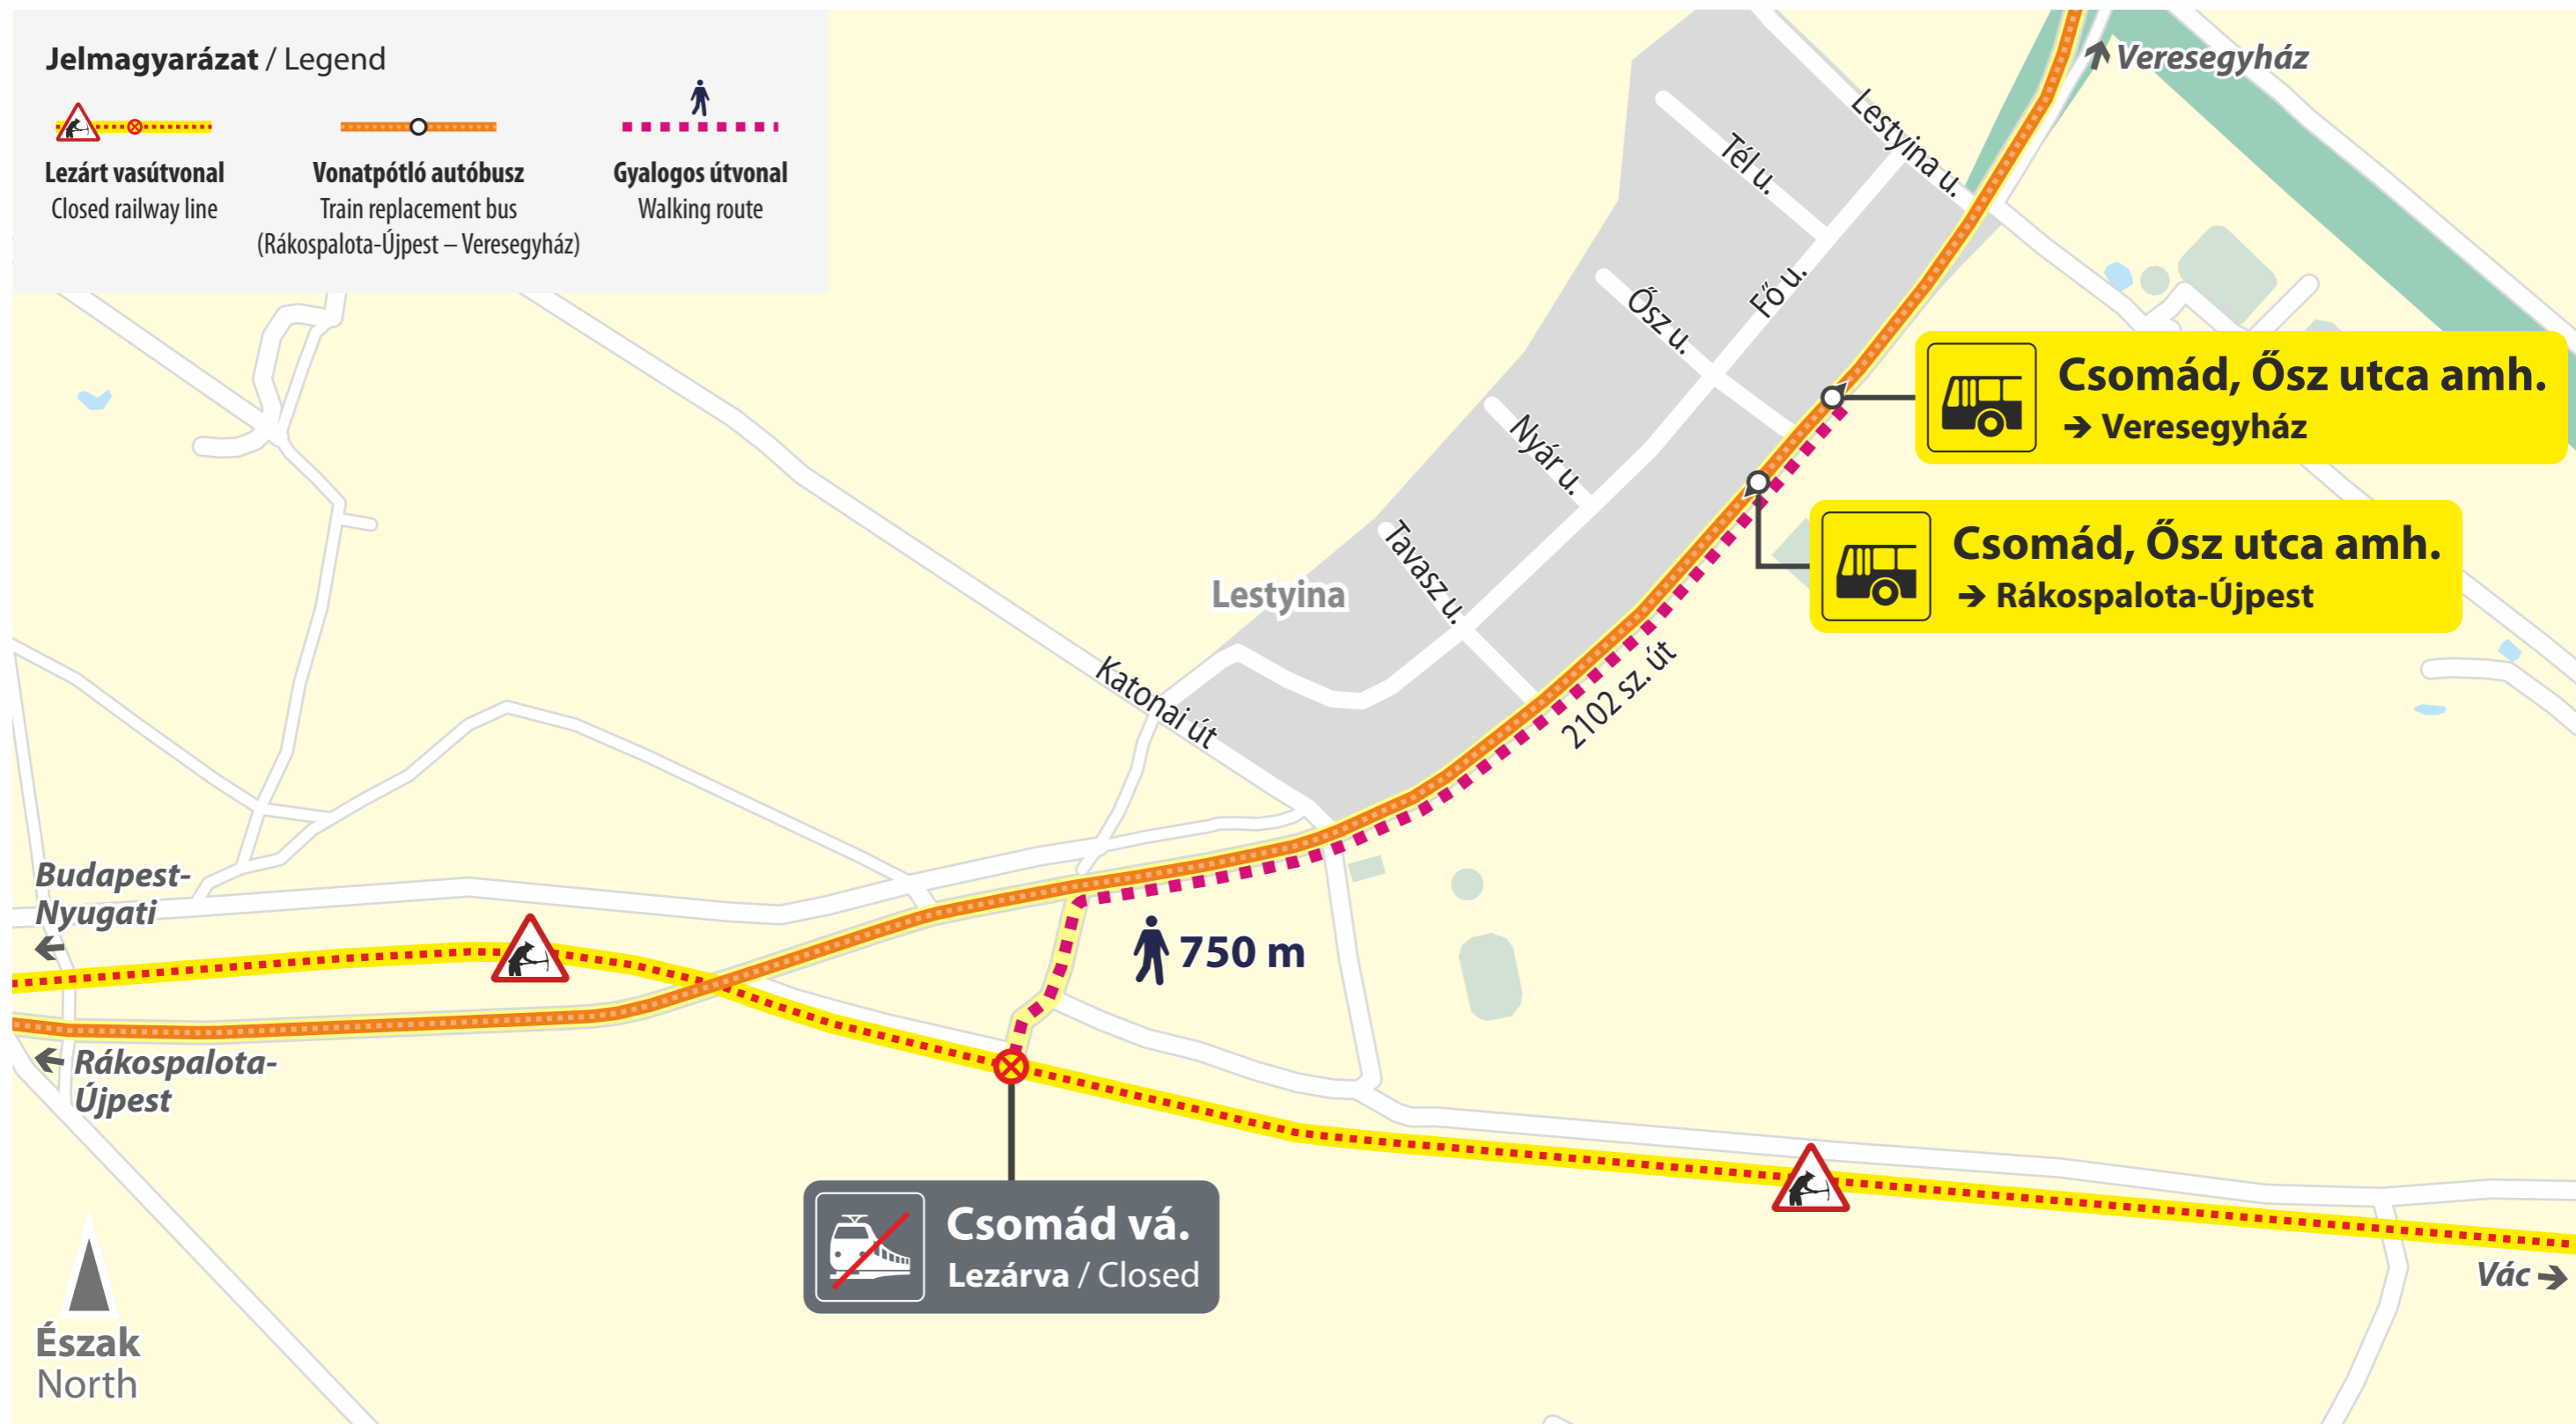 Jelmagyarázat / Legend
Lezárt vasútvonal
Closed railway line
Vonatpótló autóbusz
Train replacement bus
(Rákospalota-Újpest – Veresegyház)
Gyalogos útvonal
Walking route
Veresegyház
Lestyina u.
Tél u.
Fő u.
Ősz u.
Csomád, Ősz utca amh.
→ Veresegyház
Nyár u.
Csomád, Ősz utca amh.
→ Rákospalota-Újpest
Tavasz u.
Lestyina
Katonai út
2102 sz. út
Budapest-
Nyugati
750 m
Rákospalota-
Újpest
Csomád vá.
Lezárva / Closed
Vác →
Észak
North